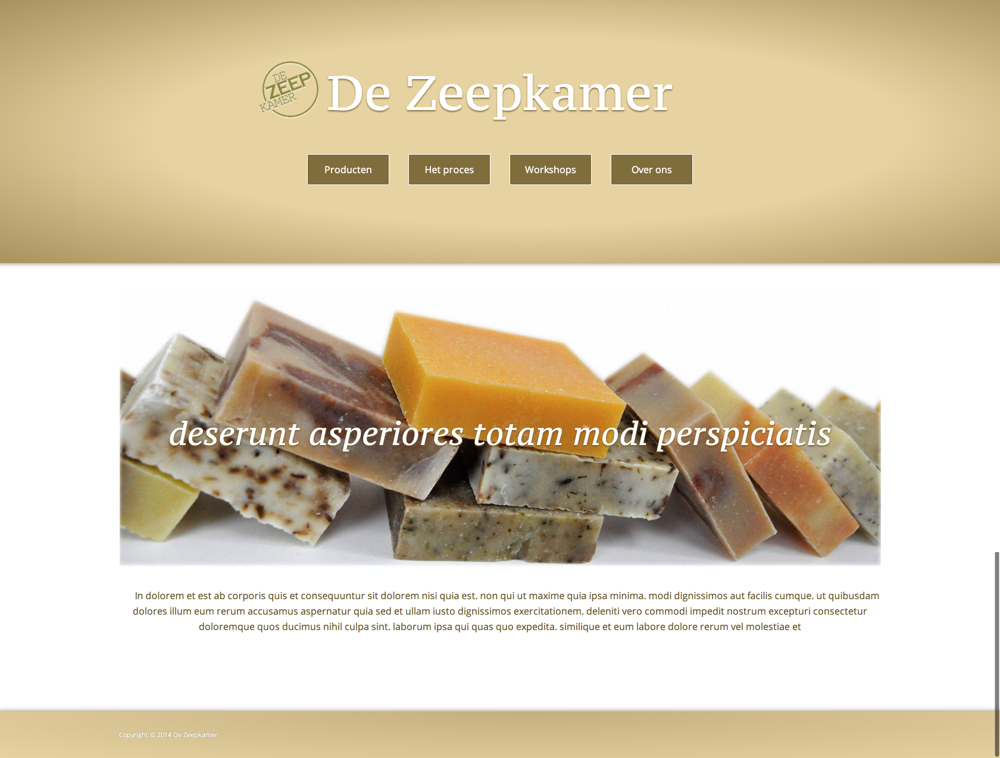 DE
ZEEP
KAMER
De Zeepkamer
Producten
Het proces
Workshops
Over ons
deserunt asperiores totam modi perspiciatis
In dolorem et est ab corporis quis et consequuntur sit dolorem nisi quia est. non qui ut maxime quia ipsa minima. modi dignissimos aut facilis cumque. ut quibusdam
dolores illum eum rerum accusamus aspernatur quia sed et ullam iusto dignissimos exercitationem. deleniti vero commodi impedit nostrum excepturi consectetur
doloremque quos ducimus nihil culpa sint. laborum ipsa qui quas quo expedita. similique et eum labore dolore rerum vel molestiae et
Copyright © 2014 De Zeepkamer